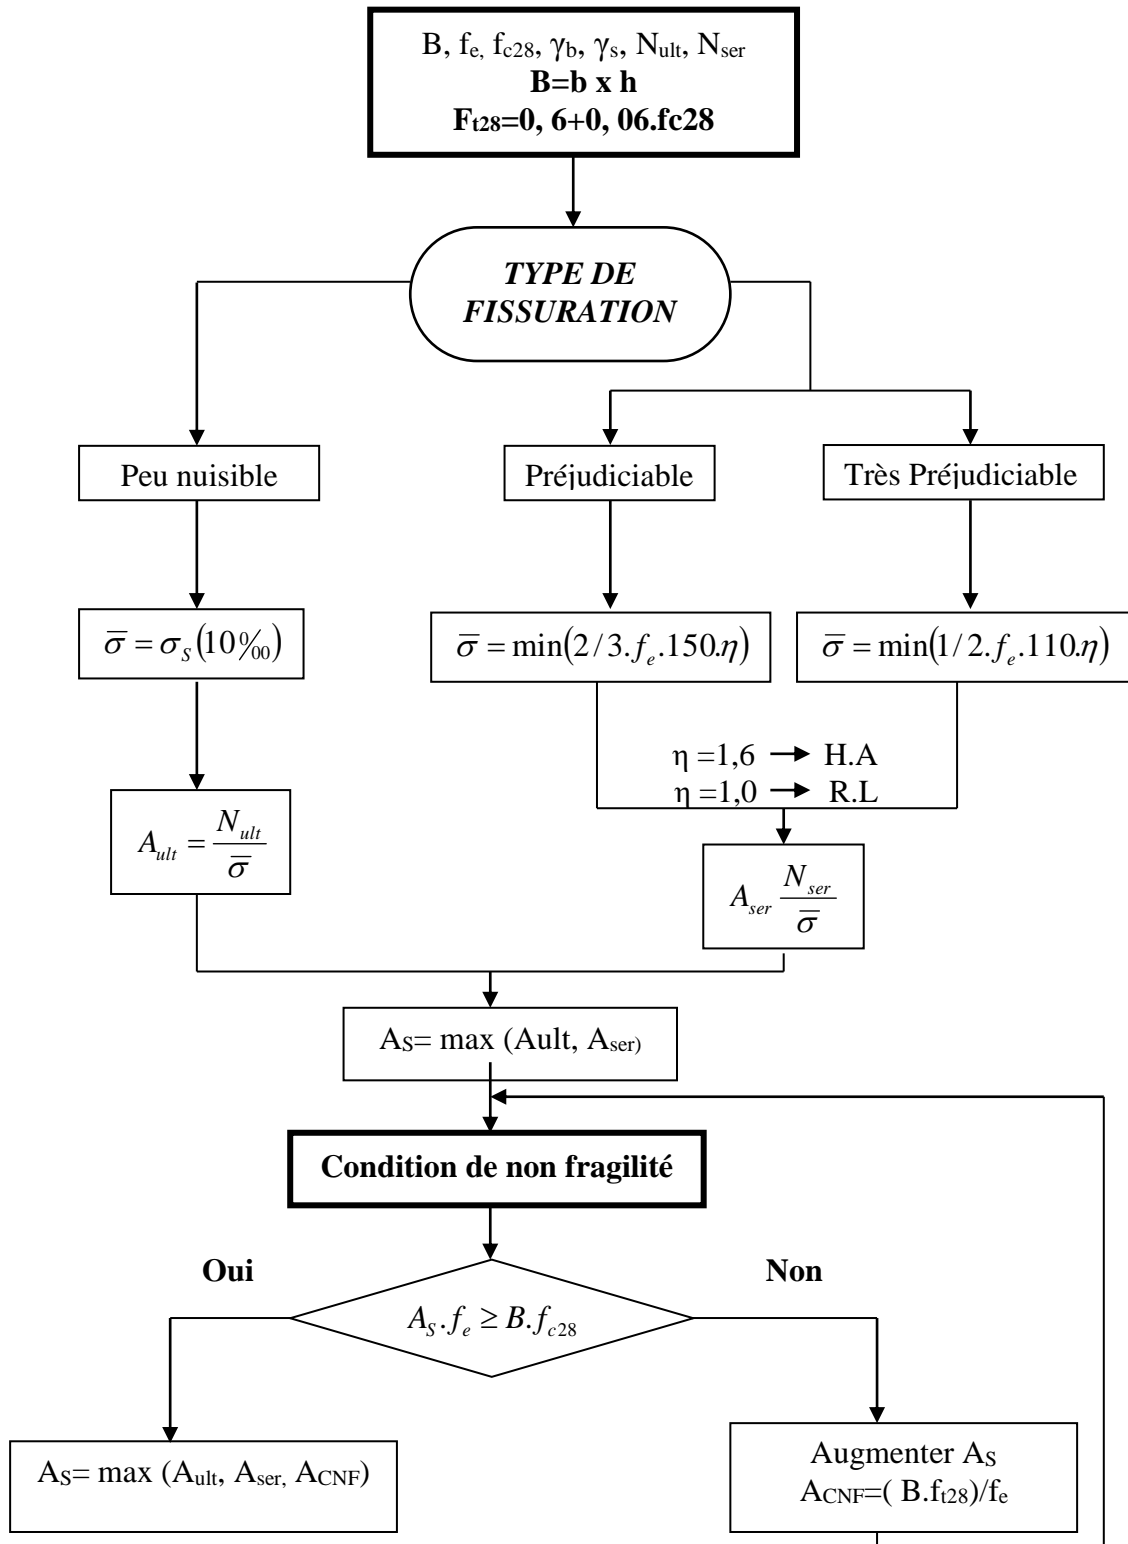 B, fe, fc28, γb, γs, Nult, Nser
B=b x h
Ft28=0, 6+0, 06.fc28
TYPE DE
FISSURATION
Peu nuisible
Préjudiciable
Très Préjudiciable
σ̅ = σS(10‰)
σ̅ = min(2/3.fe.150.η)
σ̅ = min(1/2.fe.110.η)
η =1,6 → H.A
η =1,0 → R.L
Ault = Nult / σ̅
Aser Nser / σ̅
AS= max (Ault, Aser)
Condition de non fragilité
Oui
Non
AS.fe ≥ B.fc28
AS= max (Ault, Aser, ACNF)
Augmenter AS
ACNF=( B.ft28)/fe